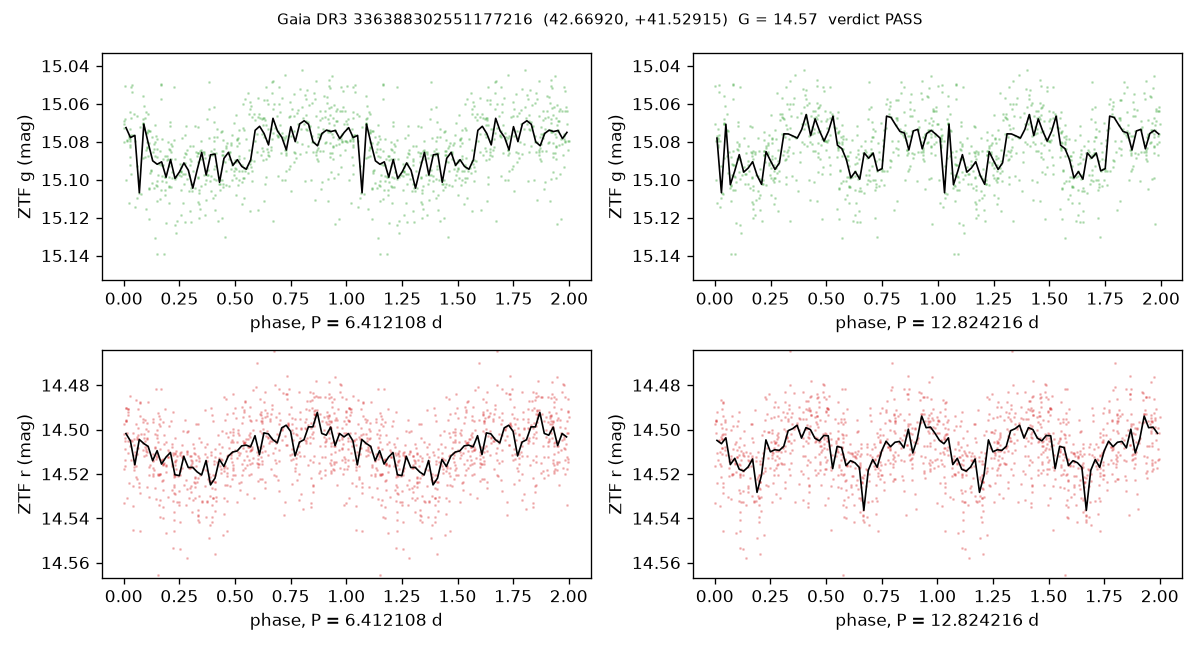 Gaia DR3 336388302551177216 (42.66920, +41.52915) G = 14.57 verdict PASS
ZTF g (mag)
15.04
15.06
15.08
15.10
15.12
15.14
0.00 0.25 0.50 0.75 1.00 1.25 1.50 1.75 2.00
phase, P = 6.412108 d
ZTF g (mag)
15.04
15.06
15.08
15.10
15.12
15.14
0.00 0.25 0.50 0.75 1.00 1.25 1.50 1.75 2.00
phase, P = 12.824216 d
ZTF r (mag)
14.48
14.50
14.52
14.54
14.56
0.00 0.25 0.50 0.75 1.00 1.25 1.50 1.75 2.00
phase, P = 6.412108 d
ZTF r (mag)
14.48
14.50
14.52
14.54
14.56
0.00 0.25 0.50 0.75 1.00 1.25 1.50 1.75 2.00
phase, P = 12.824216 d